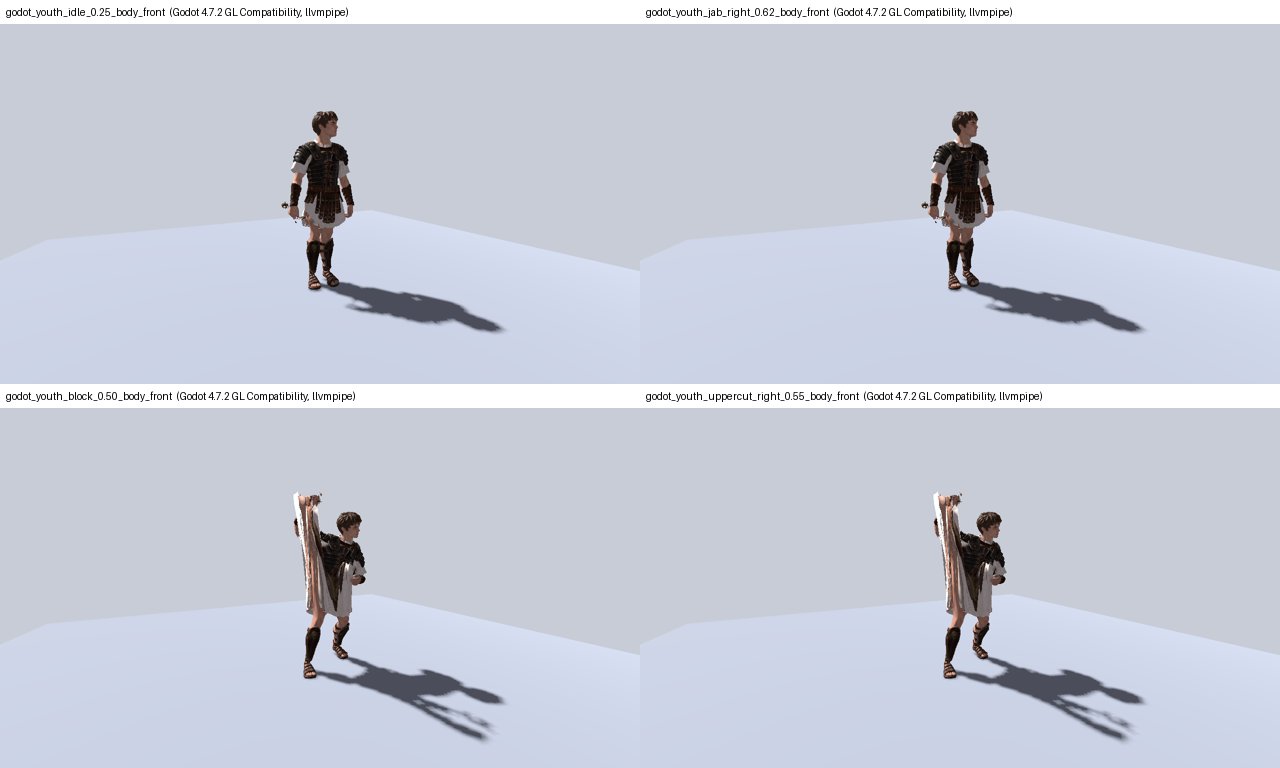 godot_youth_idle_0.25_body_front (Godot 4.7.2 GL Compatibility, llvmpipe)
godot_youth_jab_right_0.62_body_front (Godot 4.7.2 GL Compatibility, llvmpipe)
godot_youth_block_0.50_body_front (Godot 4.7.2 GL Compatibility, llvmpipe)
godot_youth_uppercut_right_0.55_body_front (Godot 4.7.2 GL Compatibility, llvmpipe)